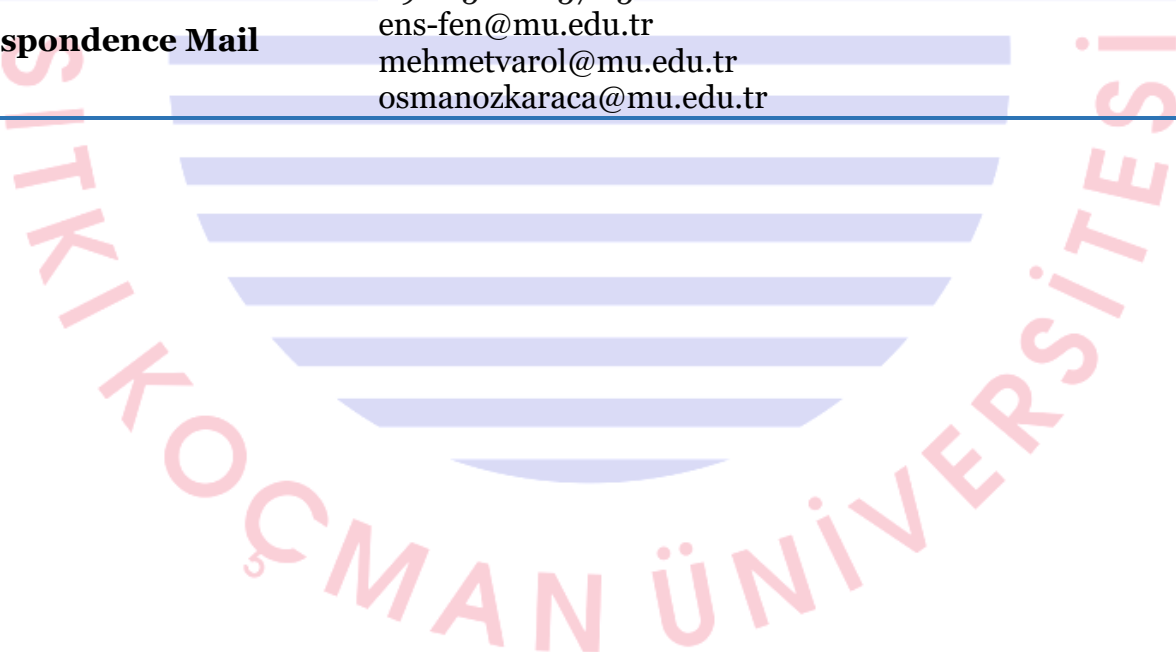 spondence Mail
ens-fen@mu.edu.tr
mehmetvarol@mu.edu.tr
osmanozkaraca@mu.edu.tr
SITKI KOÇMAN ÜNİVERSİTESİ